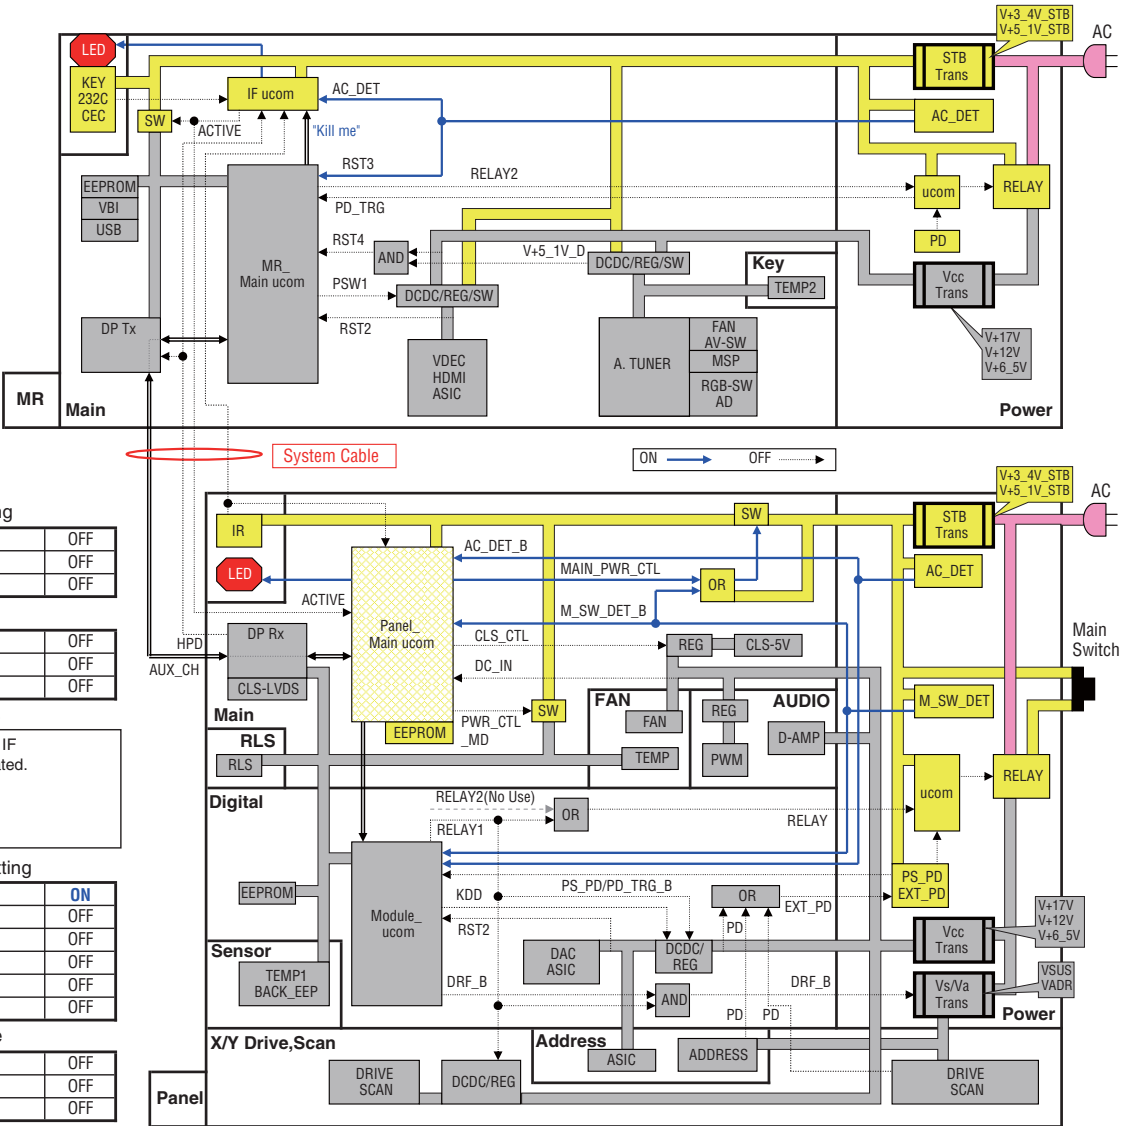 V+3_4V_STB
V+5_1V_STB
AC
LED
KEY
232C
CEC
SW
IF ucom
ACTIVE
AC_DET
"Kill me"
STB
Trans
AC_DET
RST3
RELAY2
PD_TRG
ucom
RELAY
PD
EEPROM
VBI
USB
MR_
Main ucom
RST4
AND
V+5_1V_D
DCDC/REG/SW
PSW1
DCDC/REG/SW
RST2
Key
TEMP2
Vcc
Trans
V+17V
V+12V
V+6_5V
DP Tx
VDEC
HDMI
ASIC
A. TUNER
FAN
AV-SW
MSP
RGB-SW
AD
MR
Main
Power
System Cable
ON
OFF
V+3_4V_STB
V+5_1V_STB
AC
ng
OFF
OFF
OFF
OFF
OFF
OFF
IF
ated.
tting
ON
OFF
OFF
OFF
OFF
OFF
e
OFF
OFF
OFF
IR
LED
SW
STB
Trans
AC_DET_B
MAIN_PWR_CTL
OR
AC_DET
ACTIVE
Panel_
Main ucom
M_SW_DET_B
CLS_CTL
REG
CLS-5V
DC_IN
Main
Switch
HPD
AUX_CH
DP Rx
CLS-LVDS
Main
EEPROM
PWR_CTL
_MD
SW
FAN
FAN
REG
AUDIO
M_SW_DET
D-AMP
PWM
RLS
RLS
TEMP
RELAY
ucom
Digital
RELAY2(No Use)
RELAY1
OR
RELAY
EEPROM
Module_
ucom
KDD
RST2
PS_PD/PD_TRG_B
OR
EXT_PD
PS_PD
EXT_PD
PD
V+17V
V+12V
V+6_5V
Vcc
Trans
Sensor
TEMP1
BACK_EEP
DAC
ASIC
DCDC/
REG
DRF_B
AND
DRF_B
Vs/Va
Trans
VSUS
VADR
PD
PD
Power
X/Y Drive,Scan
Address
ASIC
ADDRESS
DRIVE
SCAN
DCDC/REG
DRIVE
SCAN
Panel